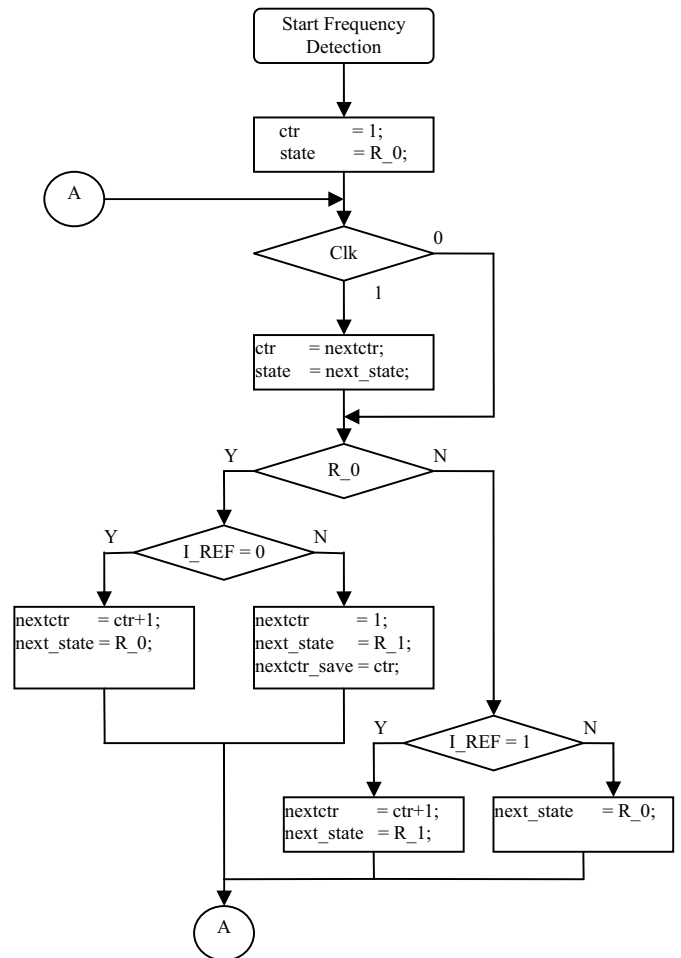 Start Frequency
Detection
ctr = 1;
state = R_0;
A
Clk
0
1
ctr = nextctr;
state = next_state;
Y
N
R_0
Y
N
I_REF = 0
nextctr = ctr+1;
next_state = R_0;
nextctr = 1;
next_state = R_1;
nextctr_save = ctr;
Y
N
I_REF = 1
nextctr = ctr+1;
next_state = R_1;
next_state = R_0;
A